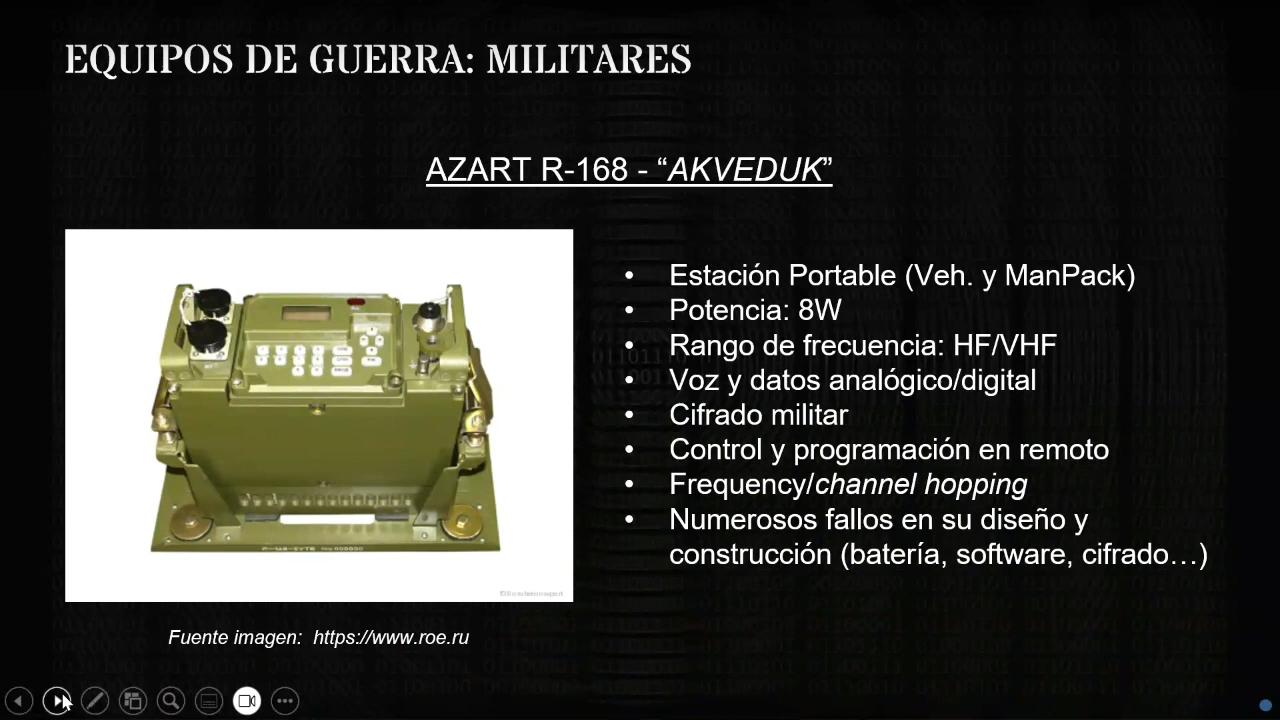 EQUIPOS DE GUERRA: MILITARES
AZART R-168 - “AKVEDUK”
• Estación Portable (Veh. y ManPack)
• Potencia: 8W
• Rango de frecuencia: HF/VHF
• Voz y datos analógico/digital
• Cifrado militar
• Control y programación en remoto
• Frequency/channel hopping
• Numerosos fallos en su diseño y
construcción (batería, software, cifrado…)
Fuente imagen: https://www.roe.ru